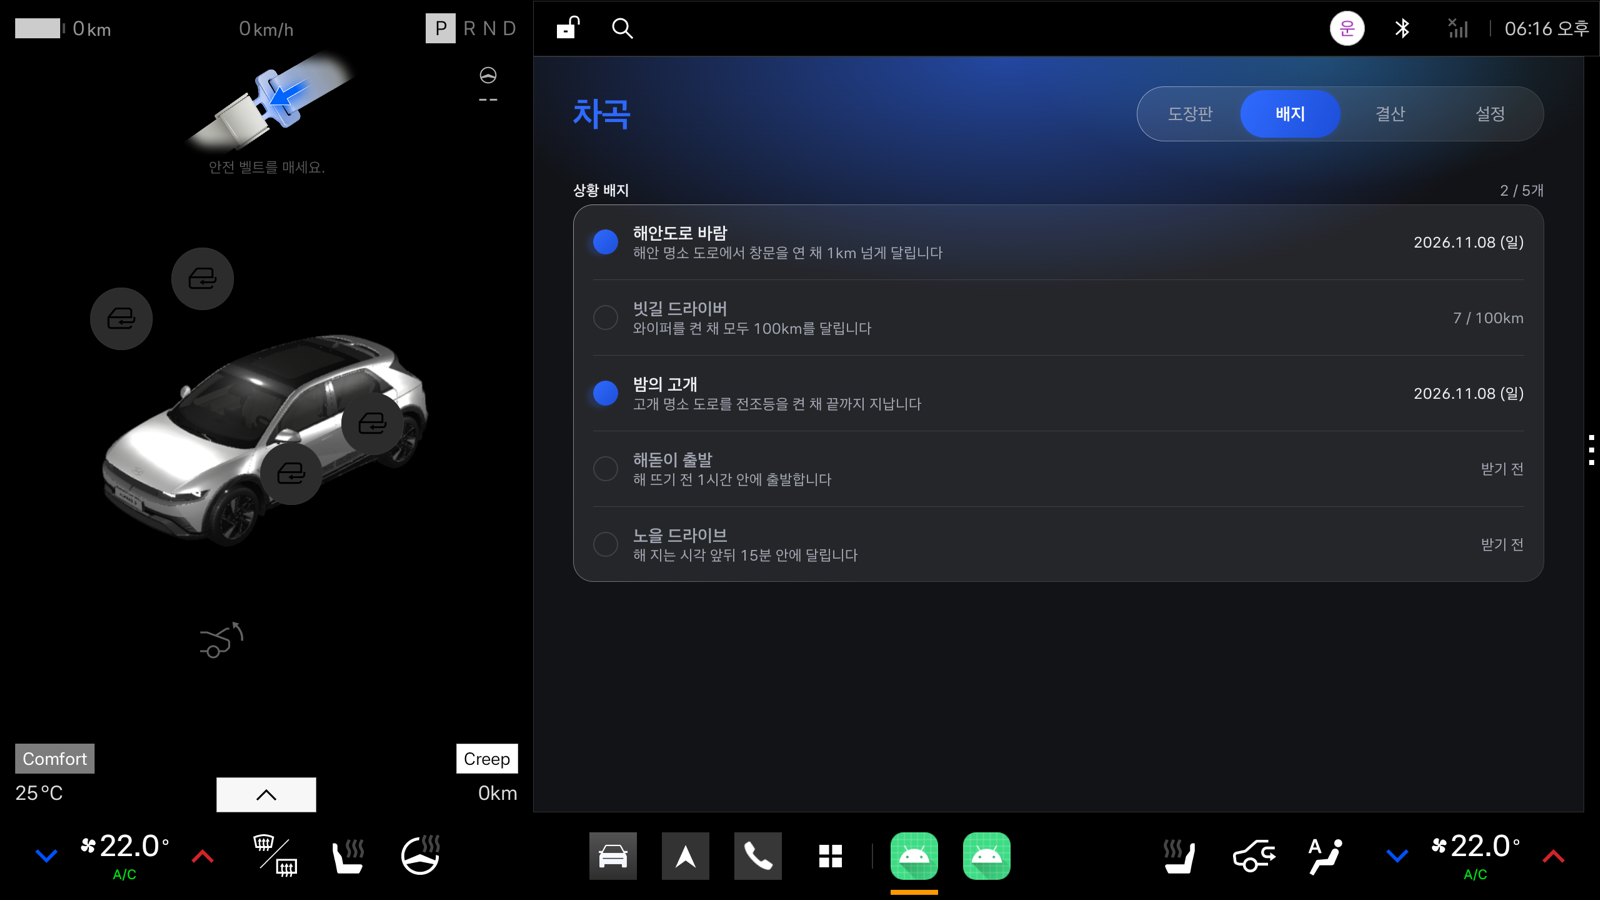 0km
0km/h
P R N D
06:16 오후
운
--
안전 벨트를 매세요.
차곡
도장판
배지
결산
설정
상황 배지
2 / 5개
해안도로 바람
해안 명소 도로에서 창문을 연 채 1km 넘게 달립니다
2026.11.08 (일)
빗길 드라이버
와이퍼를 켠 채 모두 100km를 달립니다
7 / 100km
밤의 고개
고개 명소 도로를 전조등을 켠 채 끝까지 지납니다
2026.11.08 (일)
해돋이 출발
해 뜨기 전 1시간 안에 출발합니다
받기 전
노을 드라이브
해 지는 시각 앞뒤 15분 안에 달립니다
받기 전
Comfort
Creep
25°C
0km
22.0°
A/C
A
22.0°
A/C